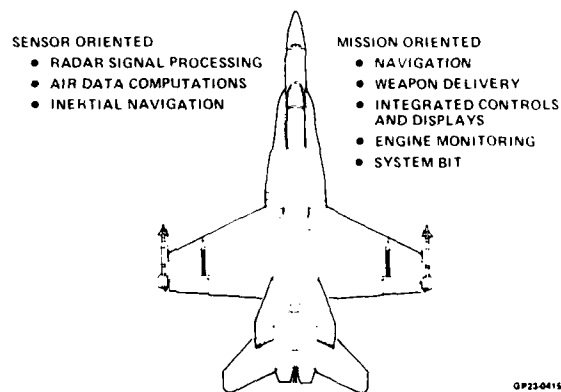 SENSOR ORIENTED
• RADAR SIGNAL PROCESSING
• AIR DATA COMPUTATIONS
• INERTIAL NAVIGATION
MISSION ORIENTED
• NAVIGATION
• WEAPON DELIVERY
• INTEGRATED CONTROLS
AND DISPLAYS
• ENGINE MONITORING
• SYSTEM BIT
GP23-0415